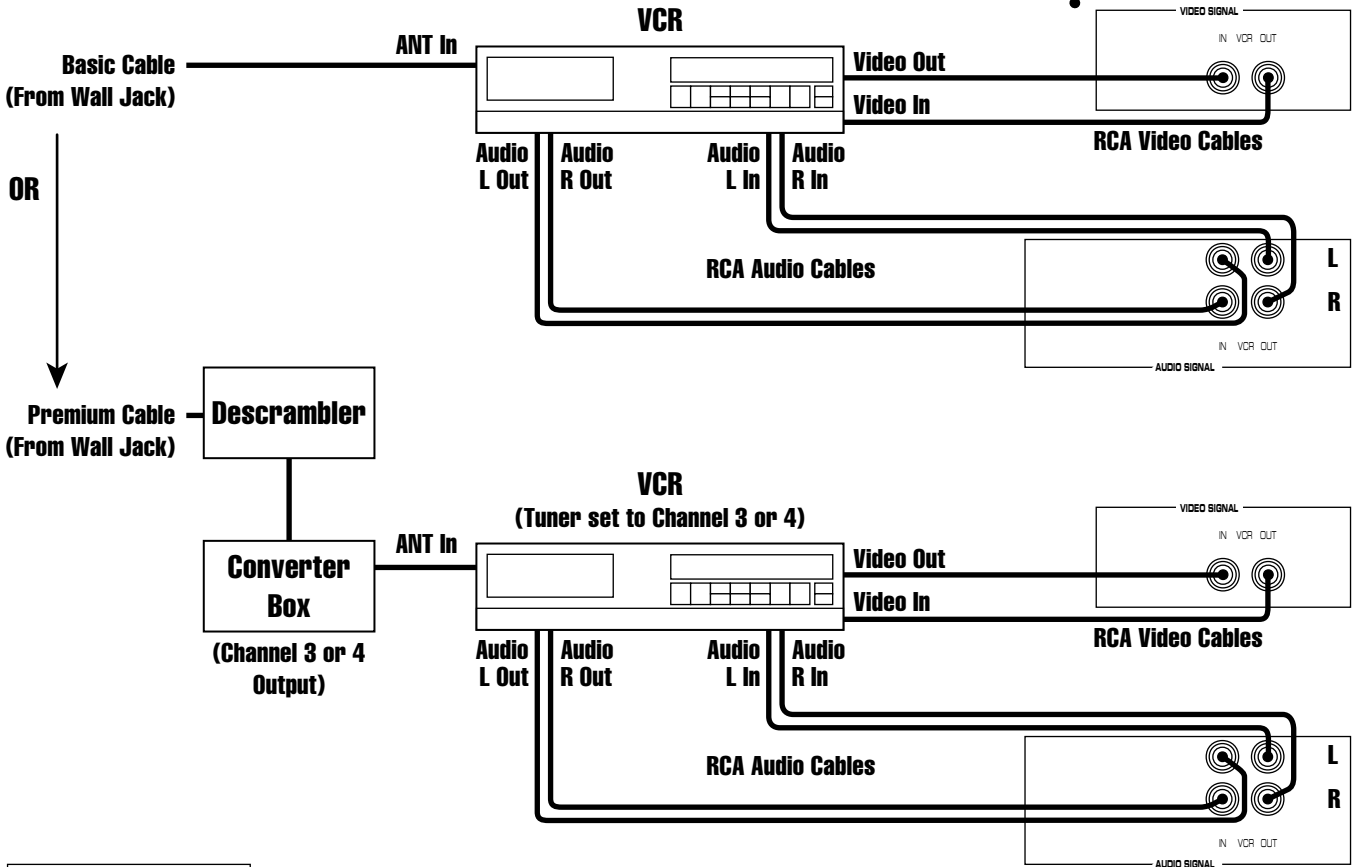 VCR
VIDEO SIGNAL
IN VCR OUT
ANT In
Video Out
Basic Cable
(From Wall Jack)
Video In
RCA Video Cables
Audio
L Out
Audio
R Out
Audio
L In
Audio
R In
OR
RCA Audio Cables
L
R
IN VCR OUT
AUDIO SIGNAL
Premium Cable
(From Wall Jack)
Descrambler
VCR
(Tuner set to Channel 3 or 4)
VIDEO SIGNAL
IN VCR OUT
ANT In
Video Out
Converter
Box
Video In
RCA Video Cables
(Channel 3 or 4
Output)
Audio
L Out
Audio
R Out
Audio
L In
Audio
R In
RCA Audio Cables
L
R
IN VCR OUT
AUDIO SIGNAL